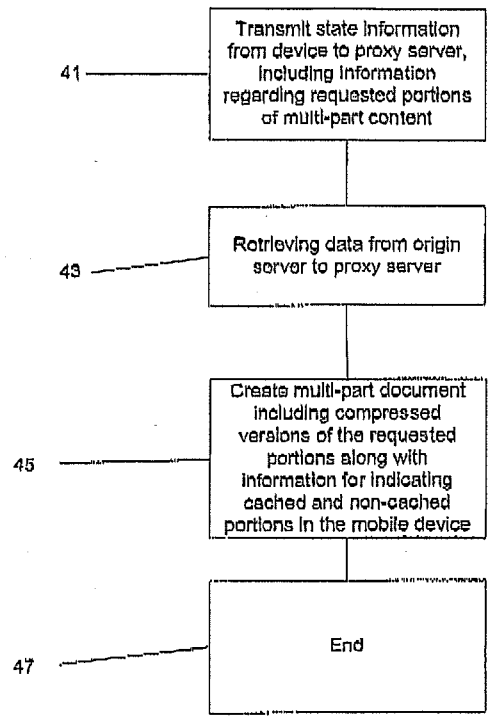 Transmit state information
from device to proxy server,
including information
regarding requested portions
of multi-part content
41
Retrieving data from origin
server to proxy server
43
Create multi-part document
including compressed
versions of the requested
portions along with
information for indicating
cached and non-cached
portions in the mobile device
45
End
47